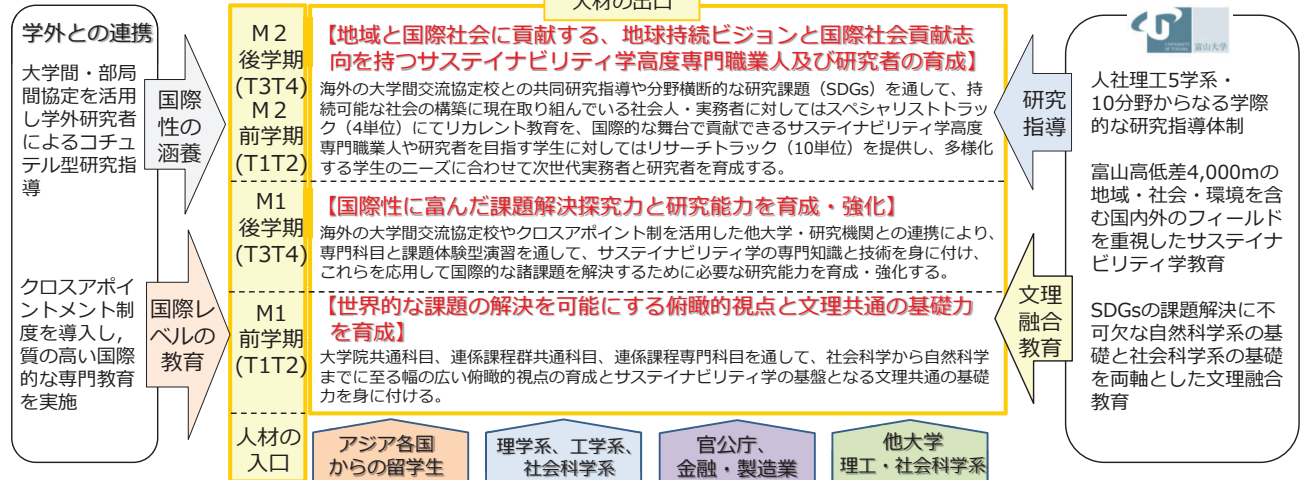 人材の出口
学外との連携
大学間・部局
間協定を活用
し学外研究者
によるコチュ
テル型研究指
導
クロスアポイ
ントメント制
度を導入し，
質の高い国際
的な専門教育
を実施
国際
性の
涵養
国際レ
ベルの
教育
M２
後学期
(T3T4)
M２
前学期
(T1T2)
【地域と国際社会に貢献する、地球持続ビジョンと国際社会貢献志
向を持つサステイナビリティ学高度専門職業人及び研究者の育成】
海外の大学間交流協定校との共同研究指導や分野横断的な研究課題（SDGs）を通して、持
続可能な社会の構築に現在取り組んでいる社会人・実務者に対してはスペシャリストトラッ
ク（4単位）にてリカレント教育を、国際的な舞台で貢献できるサステイナビリティ学高度
専門職業人や研究者を目指す学生に対してはリサーチトラック（10単位）を提供し、多様化
する学生のニーズに合わせて次世代実務者と研究者を育成する。
M1
後学期
(T3T4)
【国際性に富んだ課題解決探究力と研究能力を育成・強化】
海外の大学間交流協定校やクロスアポイント制を活用した他大学・研究機関との連携により、
専門科目と課題体験型演習を通して、サステイナビリティ学の専門知識と技術を身に付け、
これらを応用して国際的な諸課題を解決するために必要な研究能力を育成・強化する。
M1
前学期
(T1T2)
【世界的な課題の解決を可能にする俯瞰的視点と文理共通の基礎力
を育成】
大学院共通科目、連係課程群共通科目、連係課程専門科目を通して、社会科学から自然科学
までに至る幅の広い俯瞰的視点の育成とサステイナビリティ学の基盤となる文理共通の基礎
力を身に付ける。
人材の
入口
アジア各国
からの留学生
理学系、工学系、
社会科学系
官公庁、
金融・製造業
他大学
理工・社会科学系
研究
指導
文理
融合
教育
富山大学
人社理工5学系・
10分野からなる学際
的な研究指導体制
富山高低差4,000mの
地域・社会・環境を含
む国内外のフィールド
を重視したサステイナ
ビリティ学教育
SDGsの課題解決に不
可欠な自然科学系の基
礎と社会科学系の基礎
を両軸とした文理融合
教育